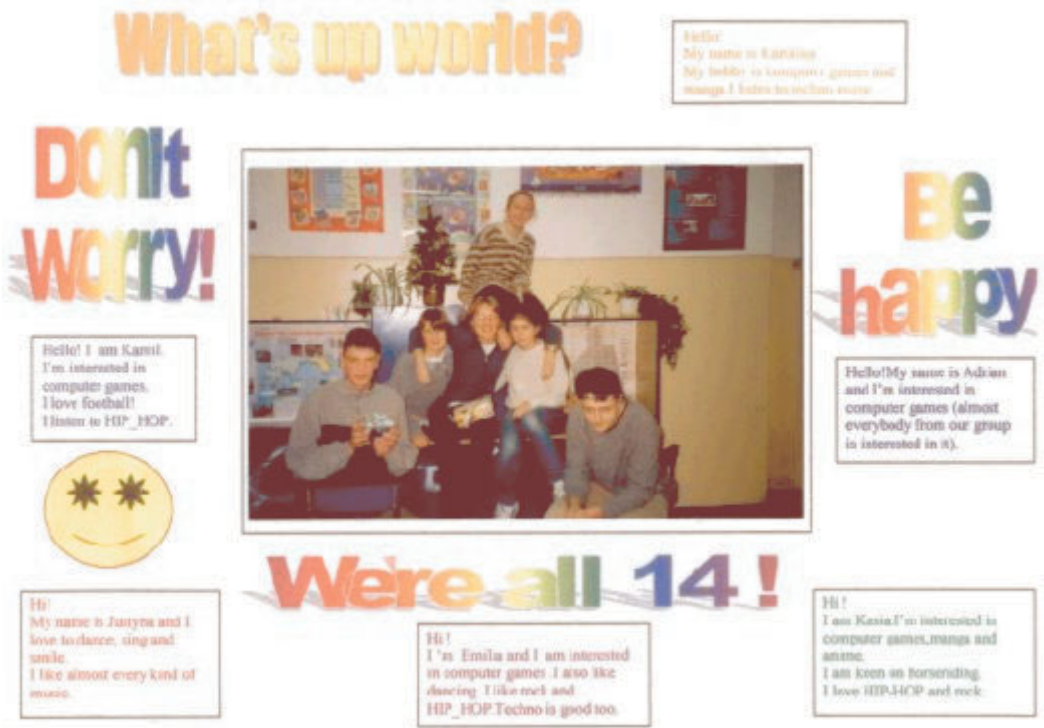 What's up world?
Hello!
My name is
My hobby is computer games and
manga. I listen to techno music.
Don't
worry!
Be
happy
Hello! I am Kamil.
I'm interested in
computer games.
I love football!
I listen to HIP_HOP.
Hello!My name is Adrian
and I'm interested in
computer games (almost
everybody from our group
is interested in it).
We're all 14 !
Hi!
My name is Justyna and I
love to dance, sing and
smile.
I like almost every kind of
music.
Hi !
I 'm Emilia and I am interested
in computer games .I also like
dancing. I like rock and
HIP_HOP.Techno is good too.
Hi !
I am Kasia.I'm interested in
computer games,manga and
anime.
I am keen on horseriding.
I love HIP-HOP and rock.